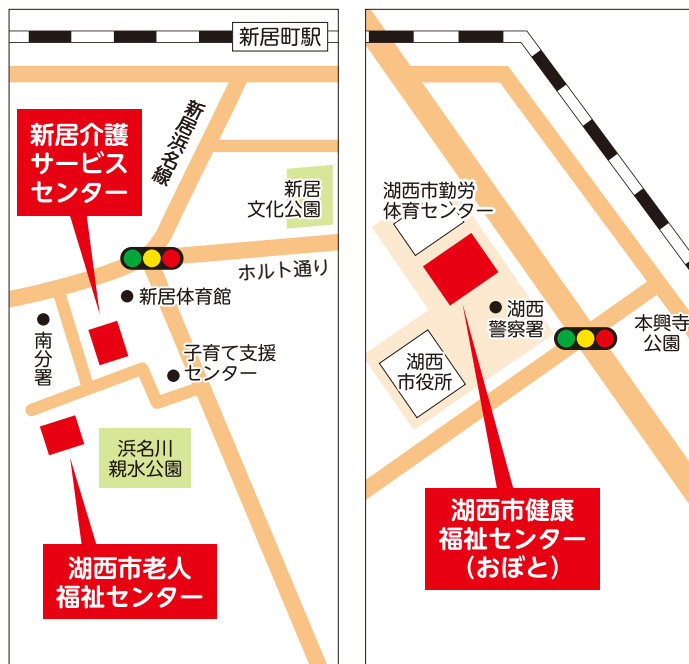 新居町駅
新居浜名線
新居介護
サービス
センター
新居
文化公園
ホルト通り
新居体育館
南分署
子育て支援
センター
浜名川
親水公園
湖西市老人
福祉センター
湖西市勤労
体育センター
湖西
警察署
本興寺
公園
湖西
市役所
湖西市健康
福祉センター
(おぼと)